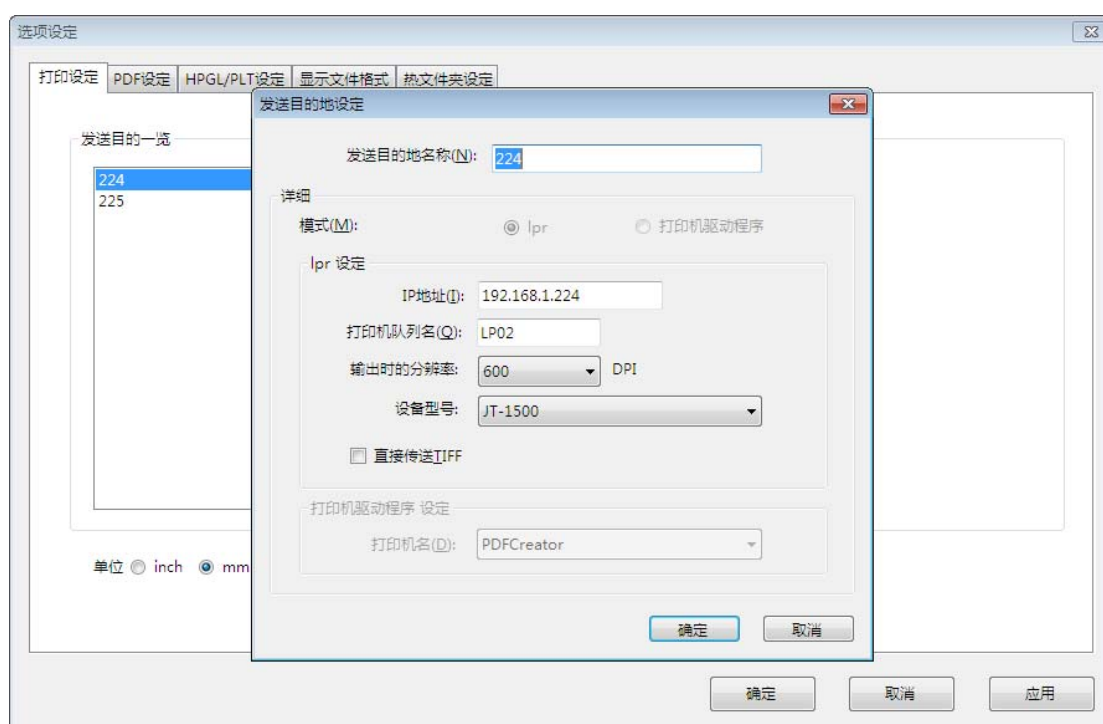 选项设定
打印设定 PDF设定 HPGL/PLT设定 显示文件格式 热文件夹设定
发送目的地设定
发送目的一览
发送目的地名称(N): 224
224
225
详细
模式(M): lpr 打印机驱动程序
lpr 设定
IP地址(I): 192.168.1.224
打印机队列名(Q): LP02
输出时的分辨率: 600 DPI
设备型号: JT-1500
直接传送TIFF
打印机驱动程序 设定
打印机名(D): PDFCreator
单位 inch mm
确定 取消
确定 取消 应用